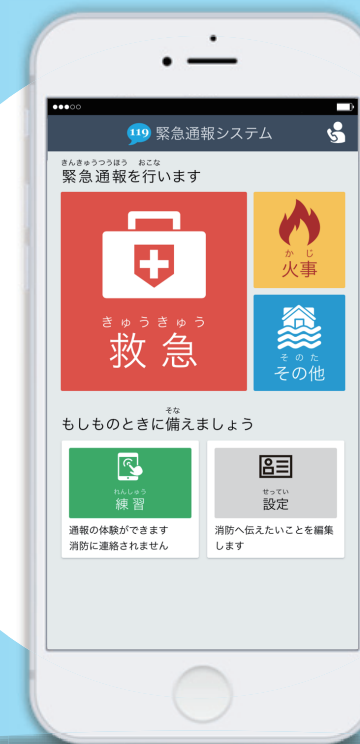 119 緊急通報システム
きんきゅうつうほう おこな
緊急通報を行います
きゅうきゅう
救急
かじ
火事
そのた
その他
そな
もしものときに備えましょう
れんしゅう
練習
通報の体験ができます
消防に連絡されません
せってい
設定
消防へ伝えたいことを編集
します